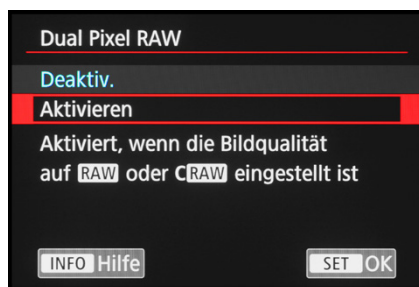 Dual Pixel RAW
Deaktiv.
Aktivieren
Aktiviert, wenn die Bildqualität
auf RAW oder CRAW eingestellt ist
INFO Hilfe SET OK